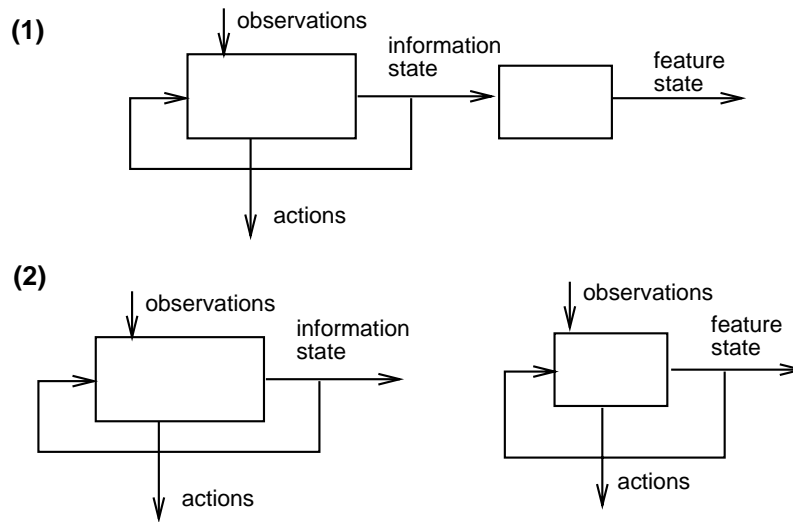 (1)
observations
information
state
feature
state
actions
(2)
observations
information
state
actions
observations
feature
state
actions